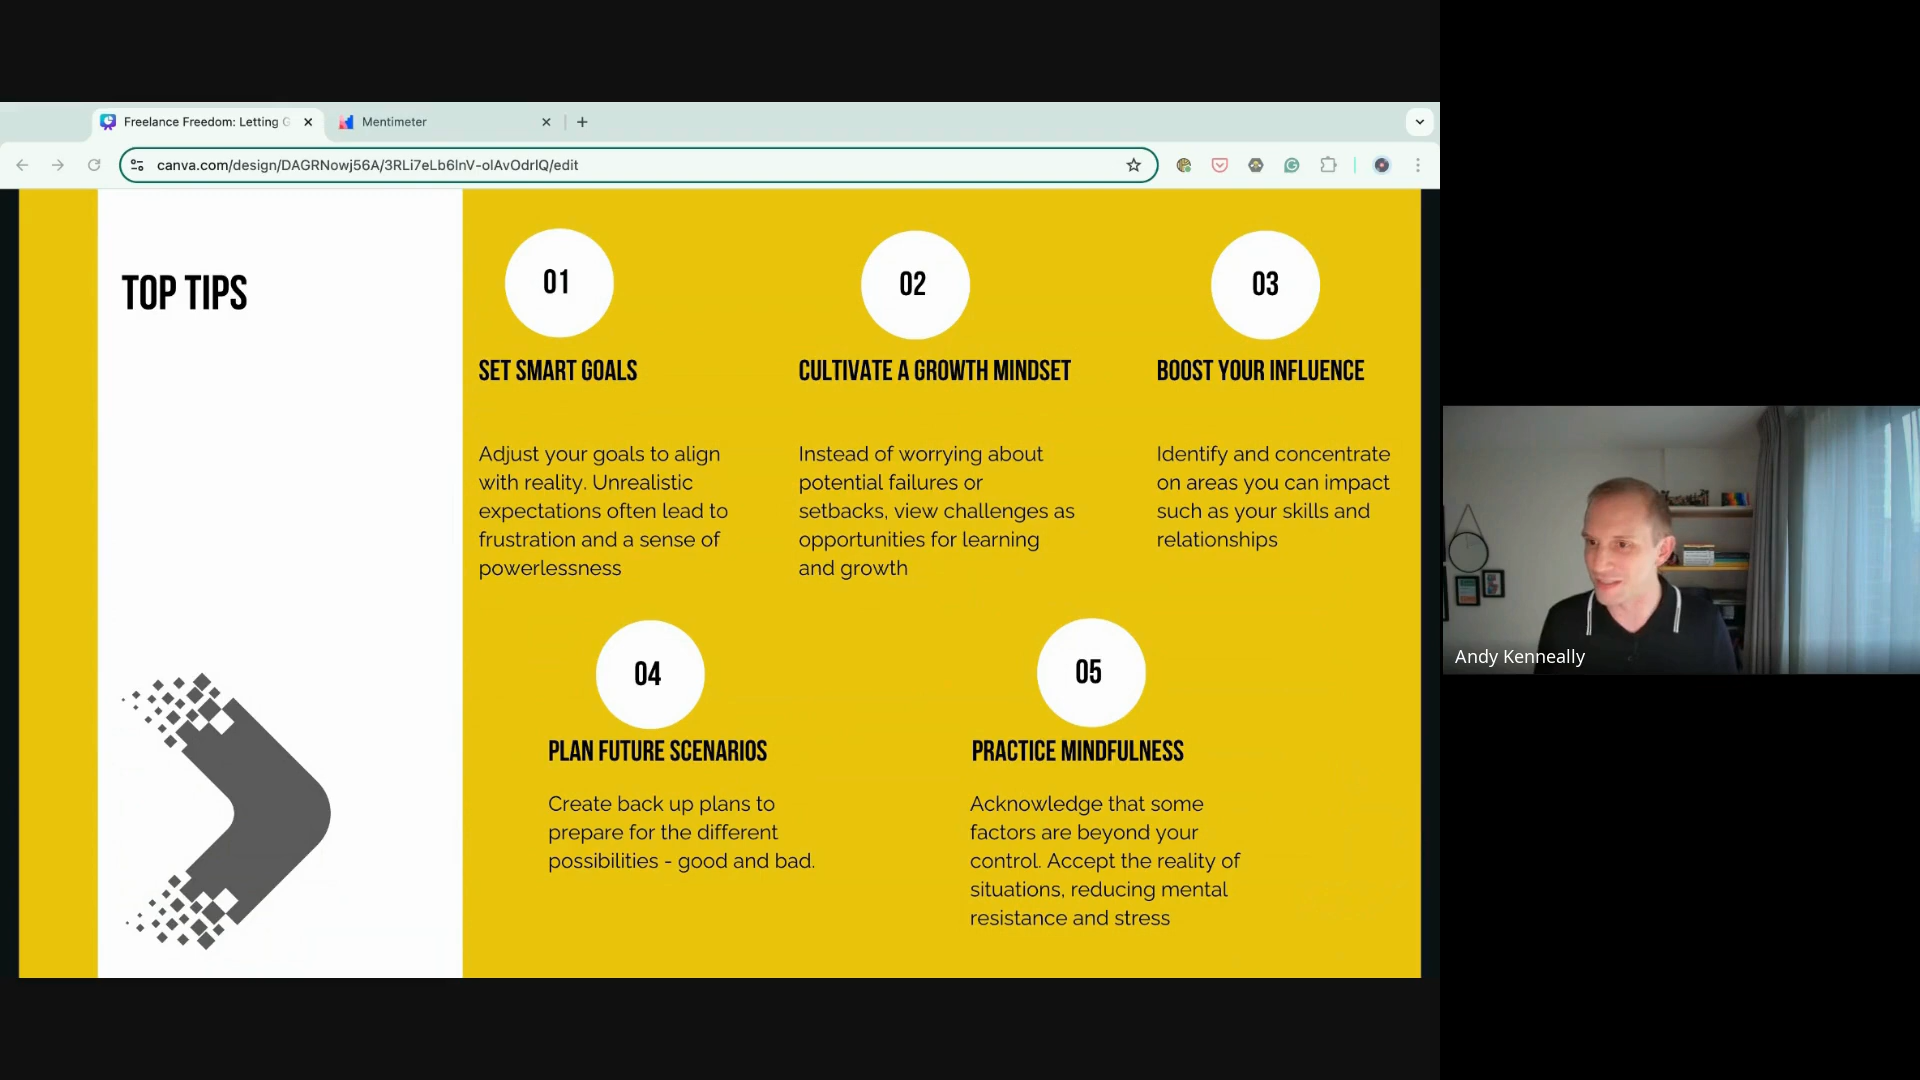 Freelance Freedom: Letting G
Mentimeter
canva.com/design/DAGRNowj56A/3RLi7eLb6InV-oIAvOdrIQ/edit
TOP TIPS
01
SET SMART GOALS
Adjust your goals to align
with reality. Unrealistic
expectations often lead to
frustration and a sense of
powerlessness
02
CULTIVATE A GROWTH MINDSET
Instead of worrying about
potential failures or
setbacks, view challenges as
opportunities for learning
and growth
03
BOOST YOUR INFLUENCE
Identify and concentrate
on areas you can impact
such as your skills and
relationships
04
PLAN FUTURE SCENARIOS
Create back up plans to
prepare for the different
possibilities - good and bad.
05
PRACTICE MINDFULNESS
Acknowledge that some
factors are beyond your
control. Accept the reality of
situations, reducing mental
resistance and stress
Andy Kenneally